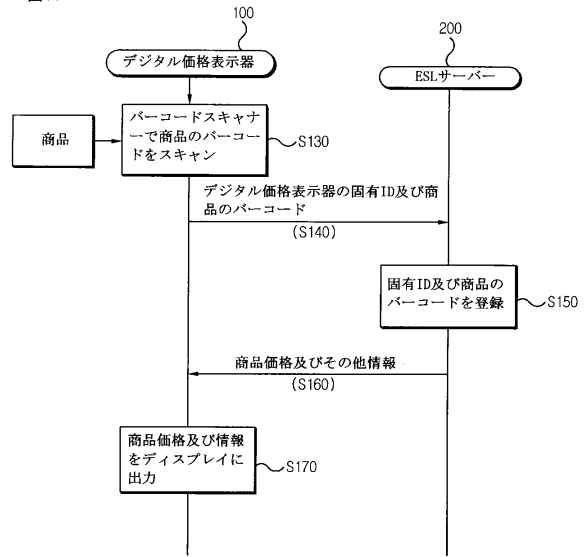 100
デジタル価格表示器
200
ESLサーバー
商品
バーコードスキャナ
ーで商品のバーコー
ドをスキャン
S130
デジタル価格表示器の固有ID及び商
品のバーコード
(S140)
固有ID及び商品の
バーコードを登録
S150
商品価格及びその他情報
(S160)
商品価格及び情報
をディスプレイに
出力
S170